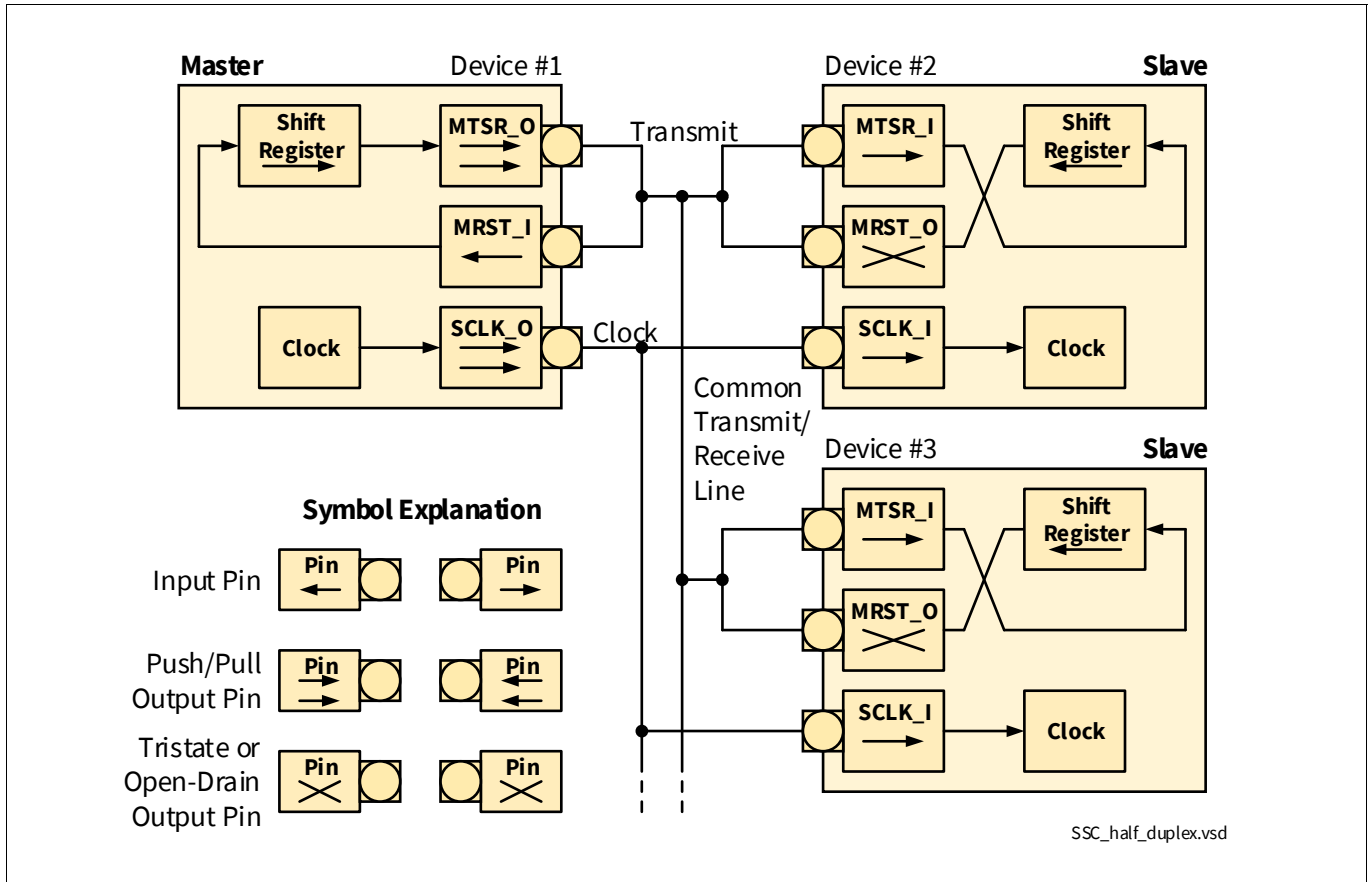 Master
Device #1
Device #2
Slave
Shift
Register
MTSR_O
Transmit
MTSR_I
Shift
Register
MRST_I
MRST_O
Clock
SCLK_O
Clock
SCLK_I
Clock
Common
Transmit/
Receive
Line
Device #3
Slave
MTSR_I
Shift
Register
MRST_O
SCLK_I
Clock
Symbol Explanation
Input Pin
Pin
Pin
Push/Pull
Output Pin
Pin
Pin
Tristate or
Open-Drain
Output Pin
Pin
Pin
SSC_half_duplex.vsd